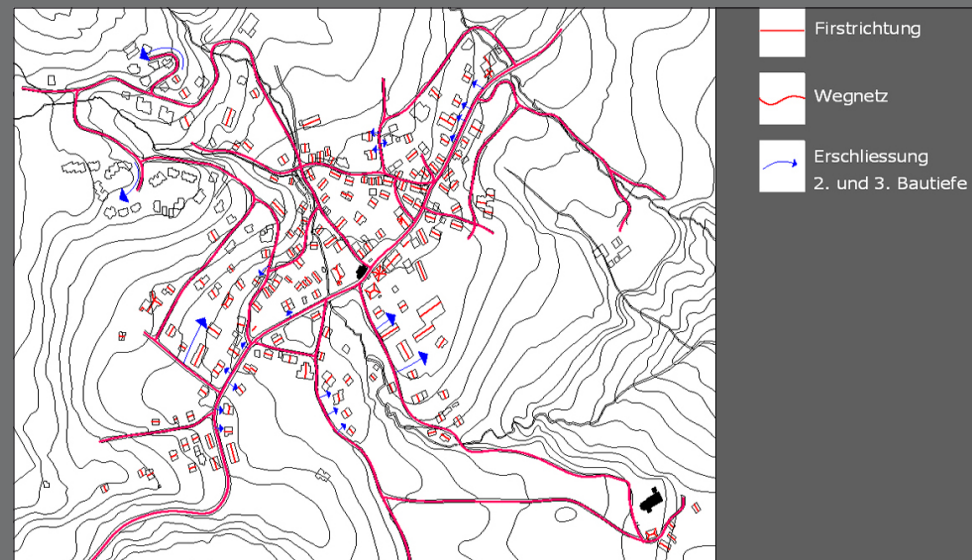 Firstrichtung
Wegnetz
Erschliessung
2. und 3. Bautiefe